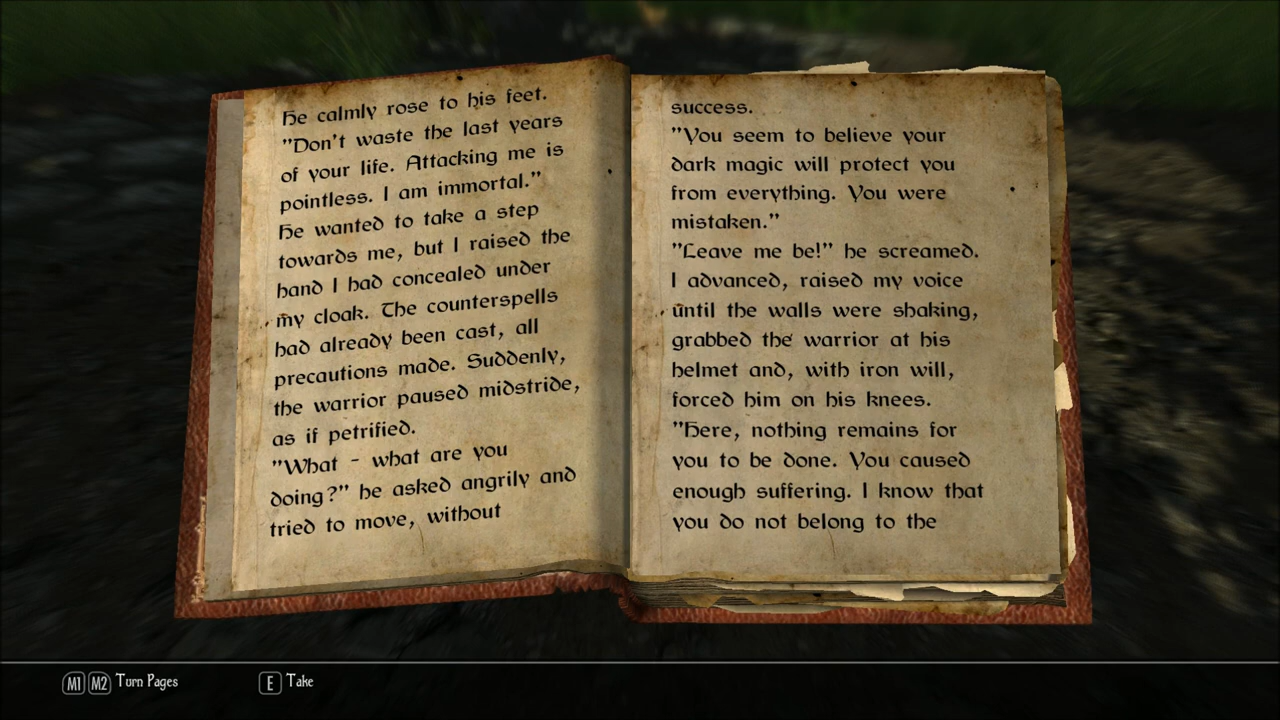 He calmly rose to his feet.
"Don't waste the last years
of your life. Attacking me is
pointless. I am immortal."
He wanted to take a step
towards me, but I raised the
hand I had concealed under
my cloak. The counterspells
had already been cast, all
precautions made. Suddenly,
the warrior paused midstride,
as if petrified.
"What - what are you
doing?" he asked angrily and
tried to move, without
success.
"You seem to believe your
dark magic will protect you
from everything. You were
mistaken."
"Leave me be!" he screamed.
I advanced, raised my voice
until the walls were shaking,
grabbed the warrior at his
helmet and, with iron will,
forced him on his knees.
"Here, nothing remains for
you to be done. You caused
enough suffering. I know that
you do not belong to the
M1 M2 Turn Pages
E Take